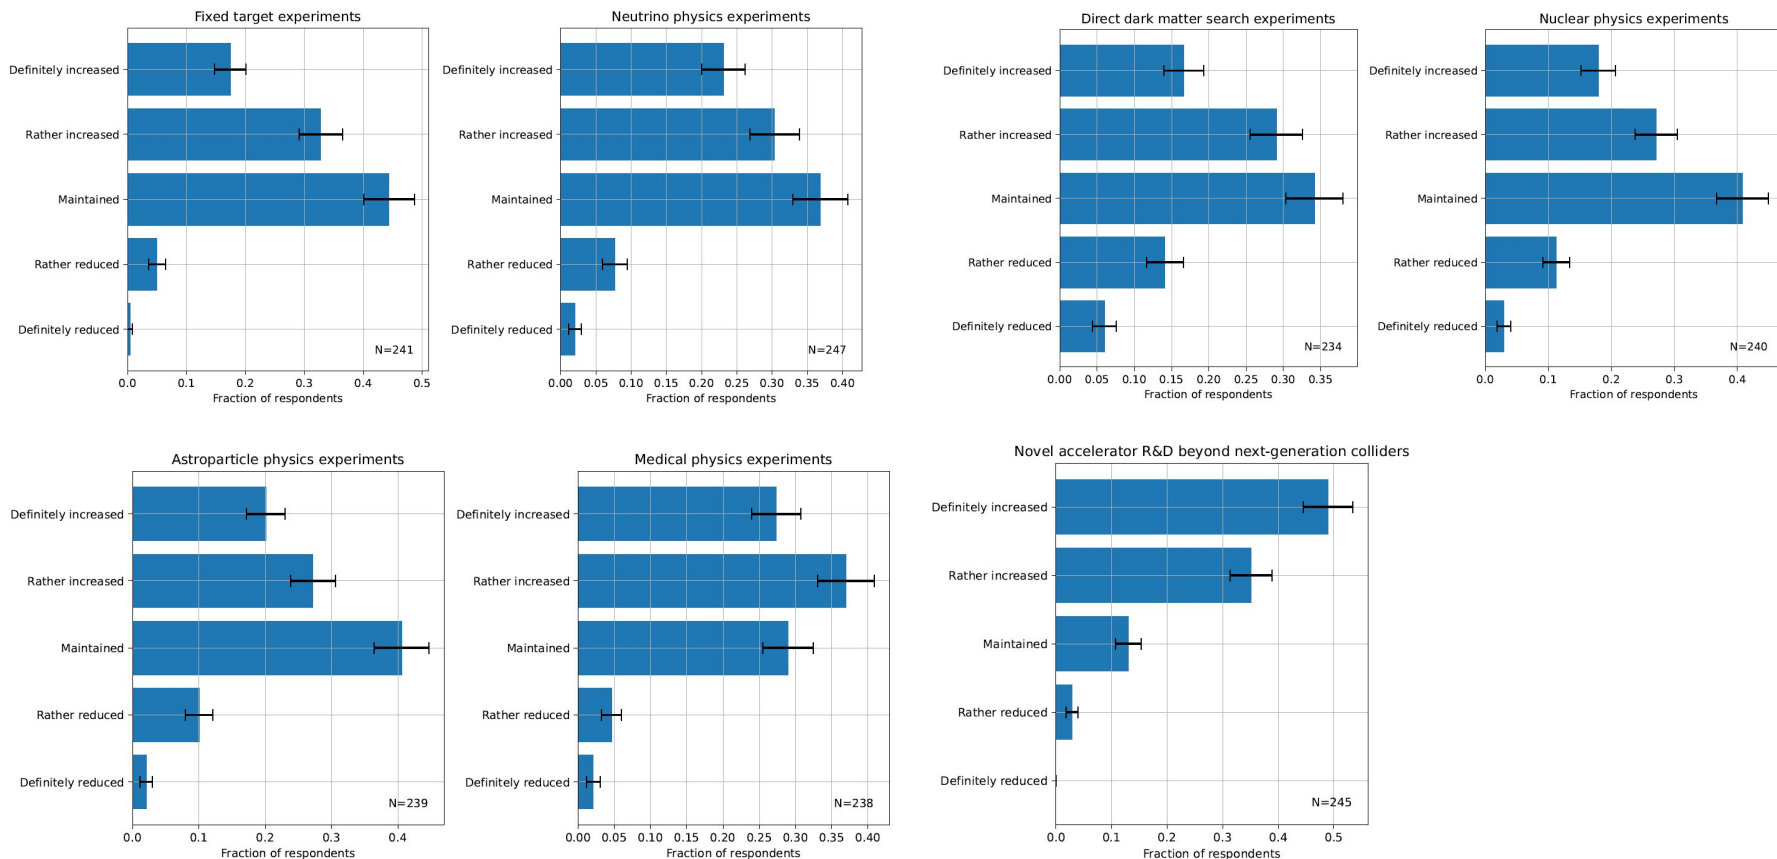 Fixed target experiments
Definitely increased
Rather increased
Maintained
Rather reduced
Definitely reduced
N=241
0.0 0.1 0.2 0.3 0.4 0.5
Fraction of respondents
Neutrino physics experiments
Definitely increased
Rather increased
Maintained
Rather reduced
Definitely reduced
N=247
0.00 0.05 0.10 0.15 0.20 0.25 0.30 0.35 0.40
Fraction of respondents
Direct dark matter search experiments
Definitely increased
Rather increased
Maintained
Rather reduced
Definitely reduced
N=234
0.00 0.05 0.10 0.15 0.20 0.25 0.30 0.35
Fraction of respondents
Nuclear physics experiments
Definitely increased
Rather increased
Maintained
Rather reduced
Definitely reduced
N=240
0.0 0.1 0.2 0.3 0.4
Fraction of respondents
Astroparticle physics experiments
Definitely increased
Rather increased
Maintained
Rather reduced
Definitely reduced
N=239
0.0 0.1 0.2 0.3 0.4
Fraction of respondents
Medical physics experiments
Definitely increased
Rather increased
Maintained
Rather reduced
Definitely reduced
N=238
0.00 0.05 0.10 0.15 0.20 0.25 0.30 0.35 0.40
Fraction of respondents
Novel accelerator R&D beyond next-generation colliders
Definitely increased
Rather increased
Maintained
Rather reduced
Definitely reduced
N=245
0.0 0.1 0.2 0.3 0.4 0.5
Fraction of respondents